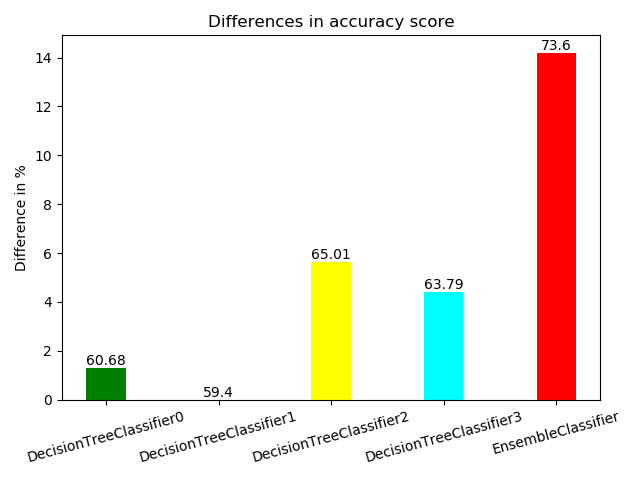 Differences in accuracy score
Difference in %
14
12
10
8
6
4
2
0
60.68
59.4
65.01
63.79
73.6
DecisionTreeClassifier0
DecisionTreeClassifier1
DecisionTreeClassifier2
DecisionTreeClassifier3
EnsembleClassifier